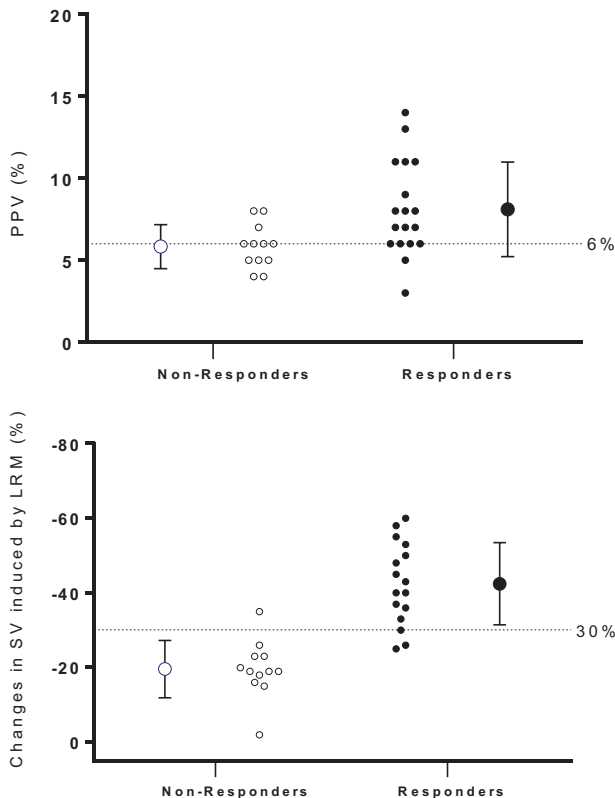 20
15
10
5
0
PPV (%)
6%
Non-Responders
Responders
-80
-60
-40
-20
0
Changes in SV induced by LRM (%)
30%
Non-Responders
Responders